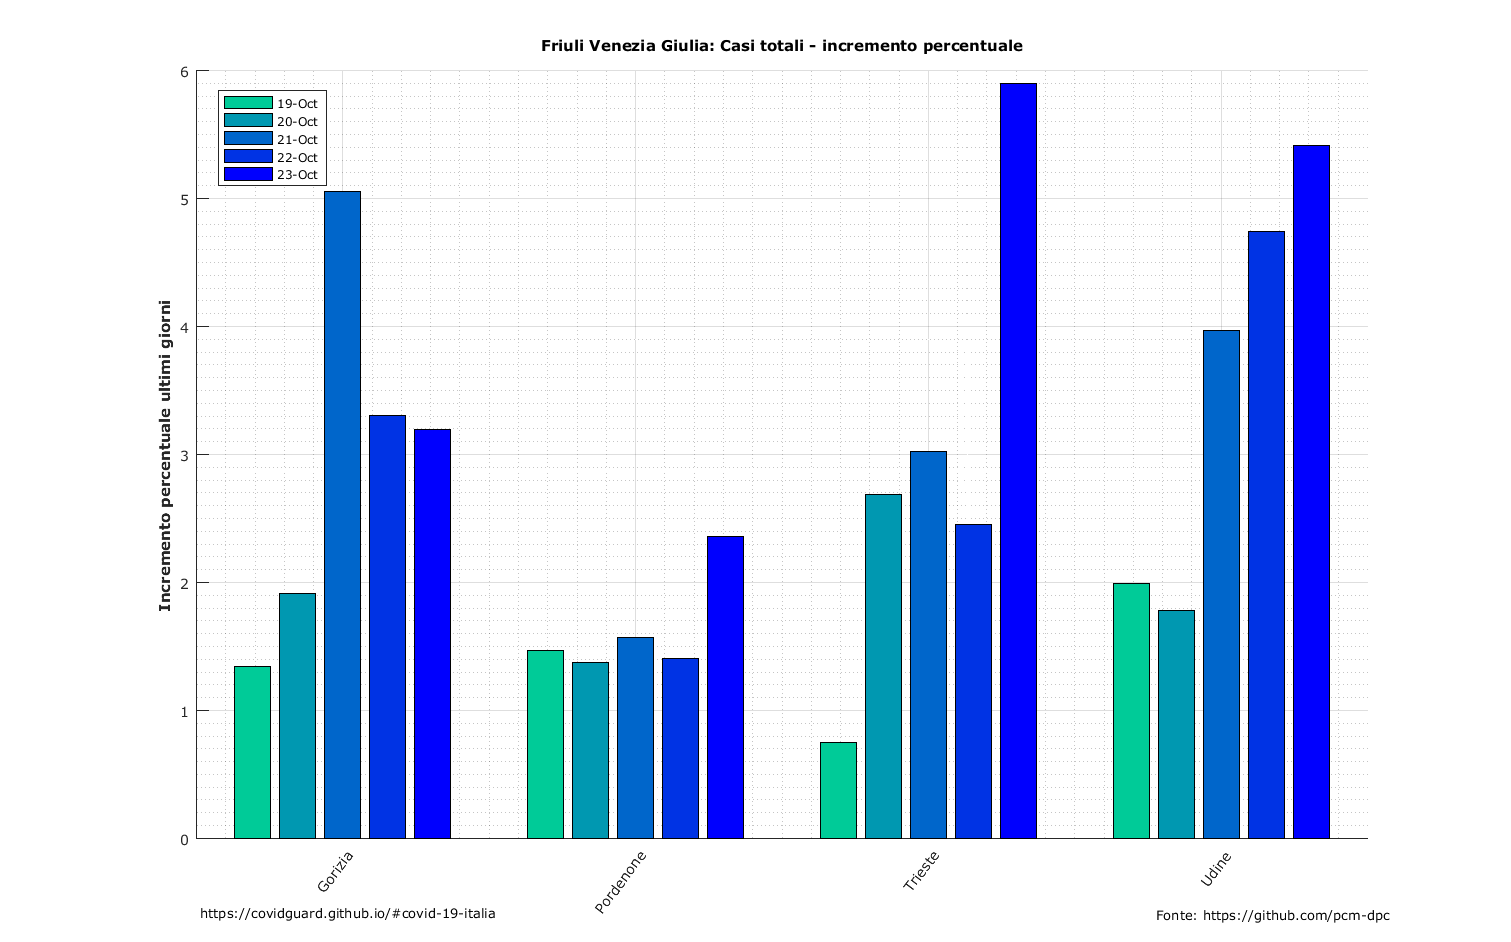 Friuli Venezia Giulia: Casi totali - incremento percentuale
6
5
4
3
2
1
0
Incremento percentuale ultimi giorni
19-Oct
20-Oct
21-Oct
22-Oct
23-Oct
Gorizia
Pordenone
Trieste
Udine
https://covidguard.github.io/#covid-19-italia
Fonte: https://github.com/pcm-dpc